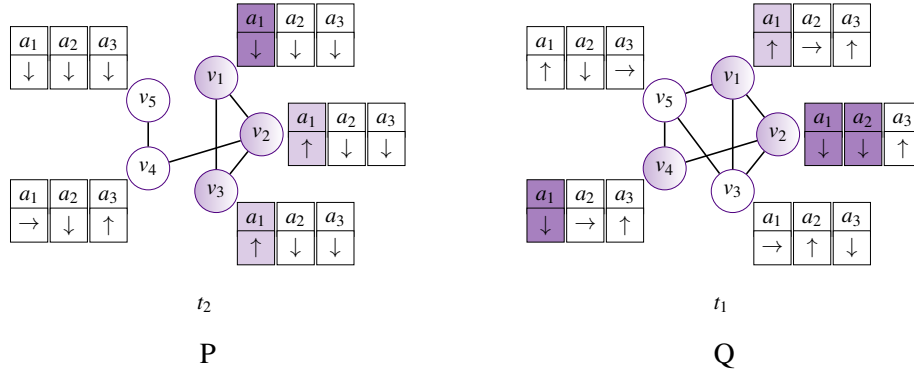 a1 a2 a3
↓ ↓ ↓
a1 a2 a3
↓ ↓ ↓
v1
v5
v2
a1 a2 a3
↑ ↓ ↓
v4
v3
a1 a2 a3
→ ↓ ↑
a1 a2 a3
↑ ↓ ↓
t2
P
a1 a2 a3
↑ → ↑
a1 a2 a3
↑ ↓ →
v1
v5
v2
a1 a2 a3
↓ ↓ ↑
v4
v3
a1 a2 a3
↓ → ↑
a1 a2 a3
→ ↑ ↓
t1
Q